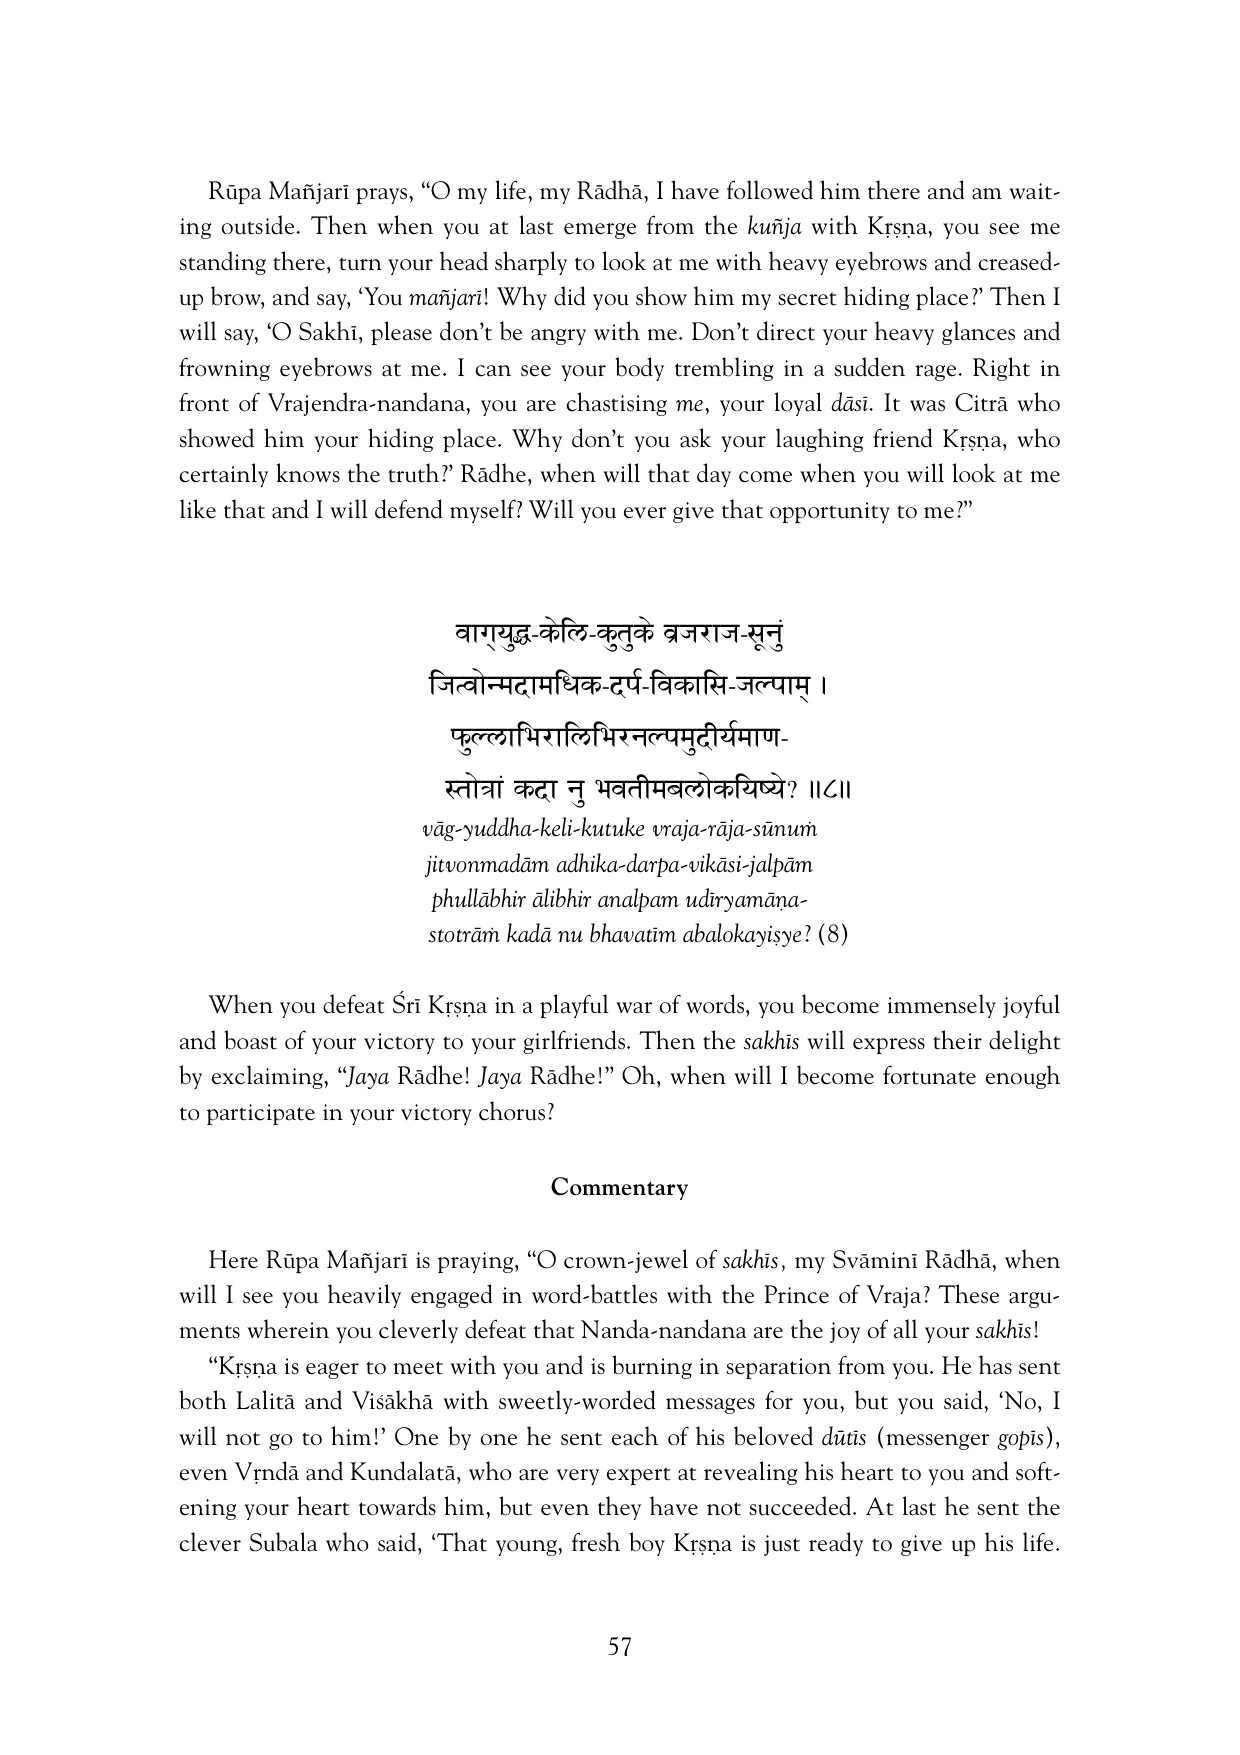 Rūpa Mañjarī prays, “O my life, my Rādhā, I have followed him there and am wait-
ing outside. Then when you at last emerge from the kuñja with Kṛṣṇa, you see me
standing there, turn your head sharply to look at me with heavy eyebrows and creased-
up brow, and say, ‘You mañjarī! Why did you show him my secret hiding place?’ Then I
will say, ‘O Sakhī, please don’t be angry with me. Don’t direct your heavy glances and
frowning eyebrows at me. I can see your body trembling in a sudden rage. Right in
front of Vrajendra-nandana, you are chastising me, your loyal dāsī. It was Citrā who
showed him your hiding place. Why don’t you ask your laughing friend Kṛṣṇa, who
certainly knows the truth?’ Rādhe, when will that day come when you will look at me
like that and I will defend myself? Will you ever give that opportunity to me?”
वाग्युद्ध-केलि-कुतुके व्रजराज-सूनुं
जित्वोन्मदामधिक-दर्प-विकासि-जल्पाम् ।
फुल्लाभिरालिभिरनल्पमुदीर्यमाण-
स्तोत्रां कदा नु भवतीमबलोकयिष्ये? ॥८॥
vāg-yuddha-keli-kutuke vraja-rāja-sūnuṁ
jitvonmadām adhika-darpa-vikāsi-jalpām
phullābhir ālibhir analpam udīryamāṇa-
stotrāṁ kadā nu bhavatīm abalokayiṣye? (8)
When you defeat Śrī Kṛṣṇa in a playful war of words, you become immensely joyful
and boast of your victory to your girlfriends. Then the sakhīs will express their delight
by exclaiming, “Jaya Rādhe! Jaya Rādhe!” Oh, when will I become fortunate enough
to participate in your victory chorus?
Commentary
Here Rūpa Mañjarī is praying, “O crown-jewel of sakhīs, my Svāminī Rādhā, when
will I see you heavily engaged in word-battles with the Prince of Vraja? These argu-
ments wherein you cleverly defeat that Nanda-nandana are the joy of all your sakhīs!
“Kṛṣṇa is eager to meet with you and is burning in separation from you. He has sent
both Lalitā and Viśākhā with sweetly-worded messages for you, but you said, ‘No, I
will not go to him!’ One by one he sent each of his beloved dūtīs (messenger gopīs),
even Vṛndā and Kundalatā, who are very expert at revealing his heart to you and soft-
ening your heart towards him, but even they have not succeeded. At last he sent the
clever Subala who said, ‘That young, fresh boy Kṛṣṇa is just ready to give up his life.
57